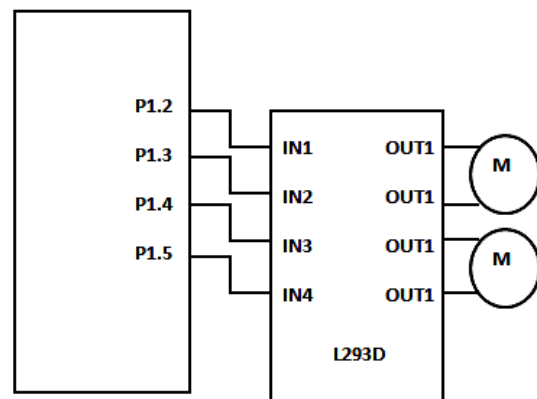 P1.2
P1.3
P1.4
P1.5
IN1 OUT1
IN2 OUT1
IN3 OUT1
IN4 OUT1
L293D
M
M